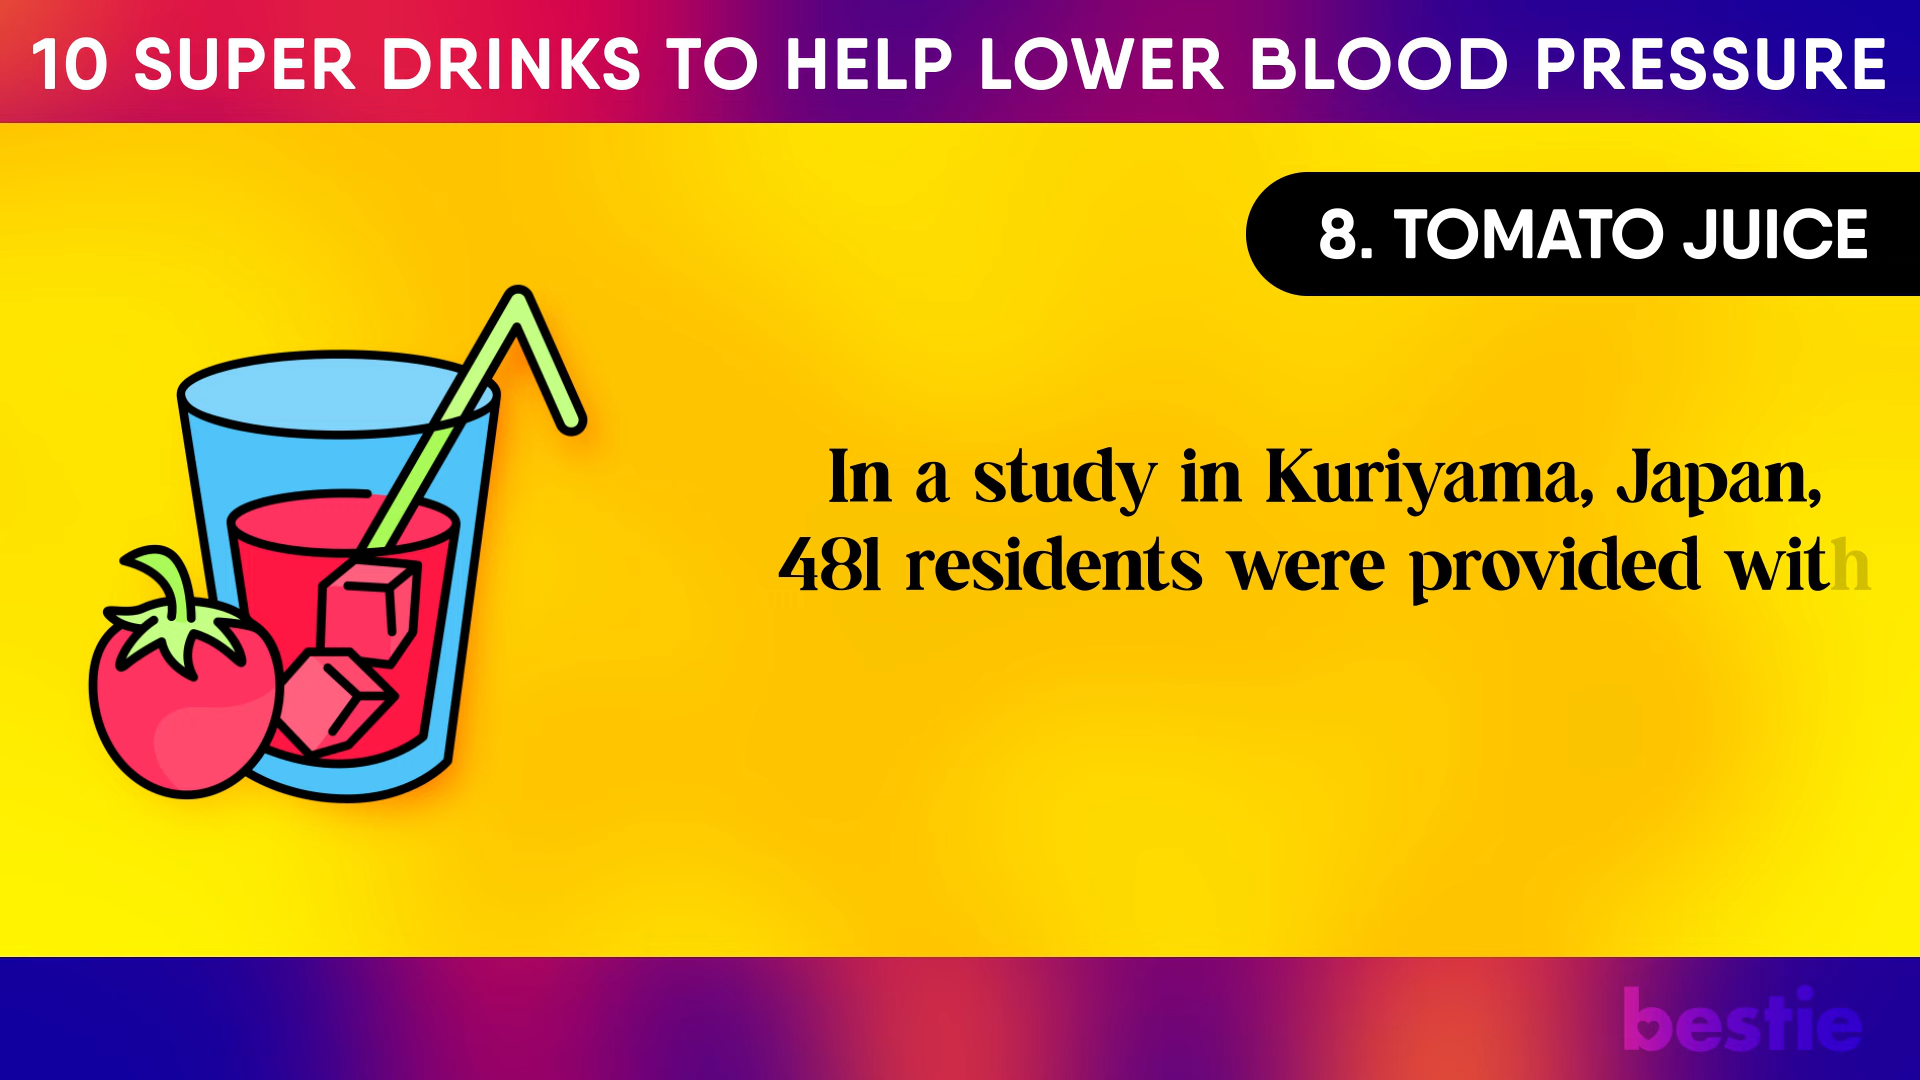 10 SUPER DRINKS TO HELP LOWER BLOOD PRESSURE
8. TOMATO JUICE
In a study in Kuriyama, Japan,
481 residents were provided with
bestie